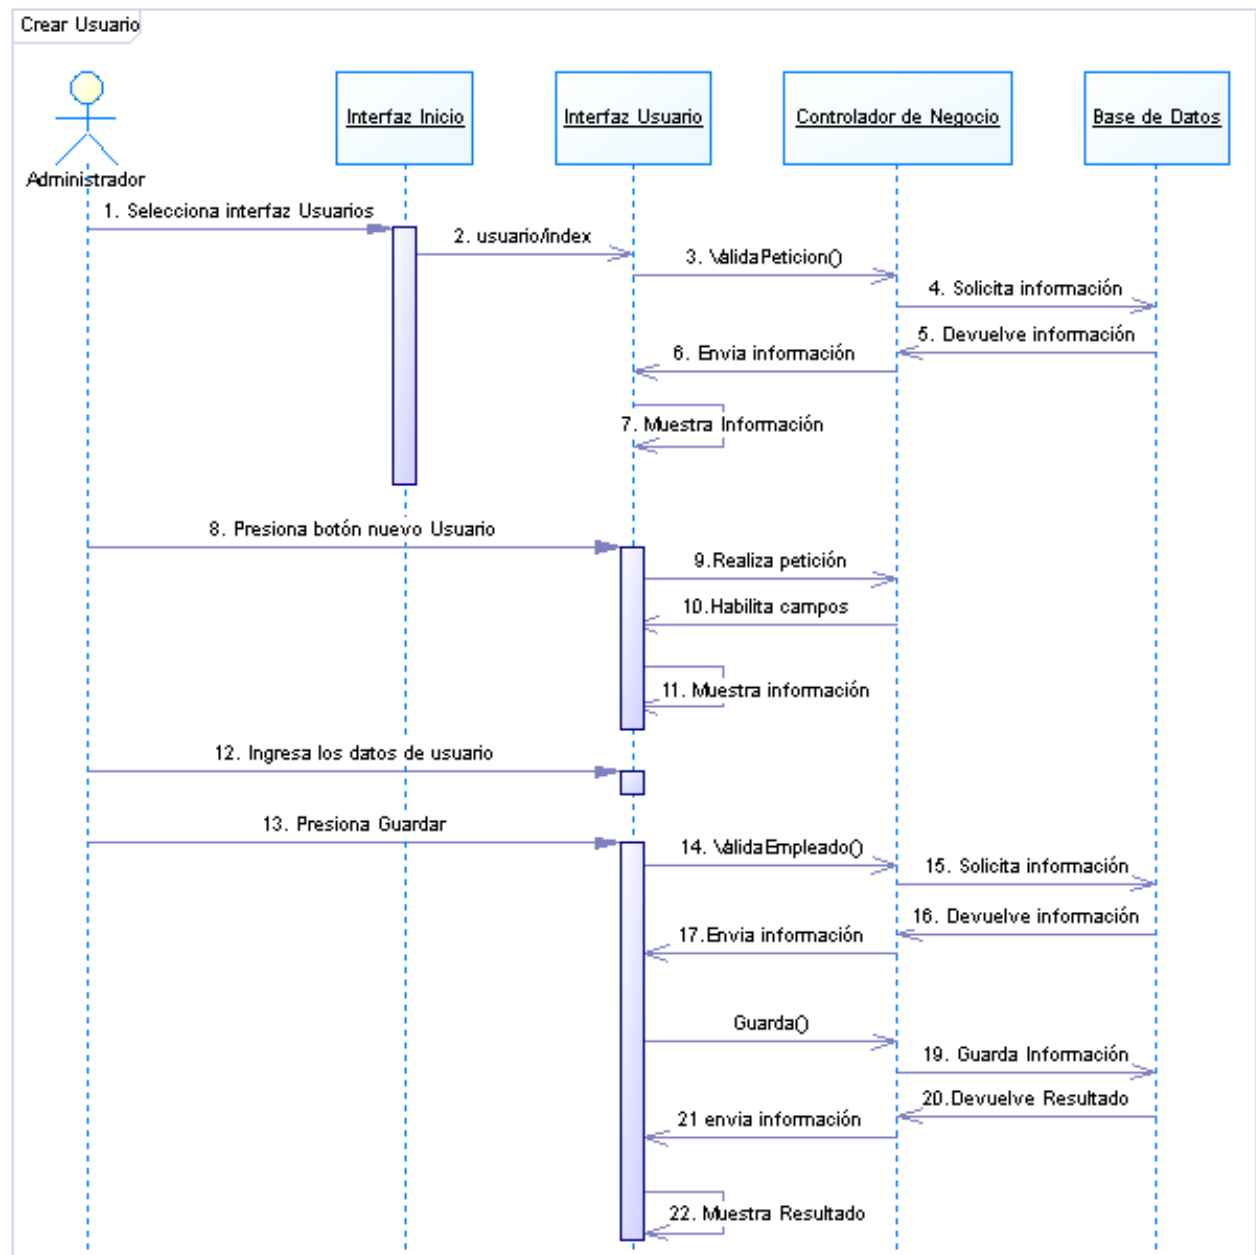 Crear Usuario
Administrador
Interfaz Inicio
Interfaz Usuario
Controlador de Negocio
Base de Datos
1. Selecciona interfaz Usuarios
2. usuario/index
3. ValidaPeticion()
4. Solicita información
5. Devuelve información
6. Envia información
7. Muestra Información
8. Presiona botón nuevo Usuario
9.Realiza petición
10.Habilita campos
11. Muestra información
12. Ingresa los datos de usuario
13. Presiona Guardar
14. ValidaEmpleado()
15. Solicita información
16. Devuelve información
17.Envia información
Guarda()
19. Guarda Información
20.Devuelve Resultado
21 envia información
22. Muestra Resultado